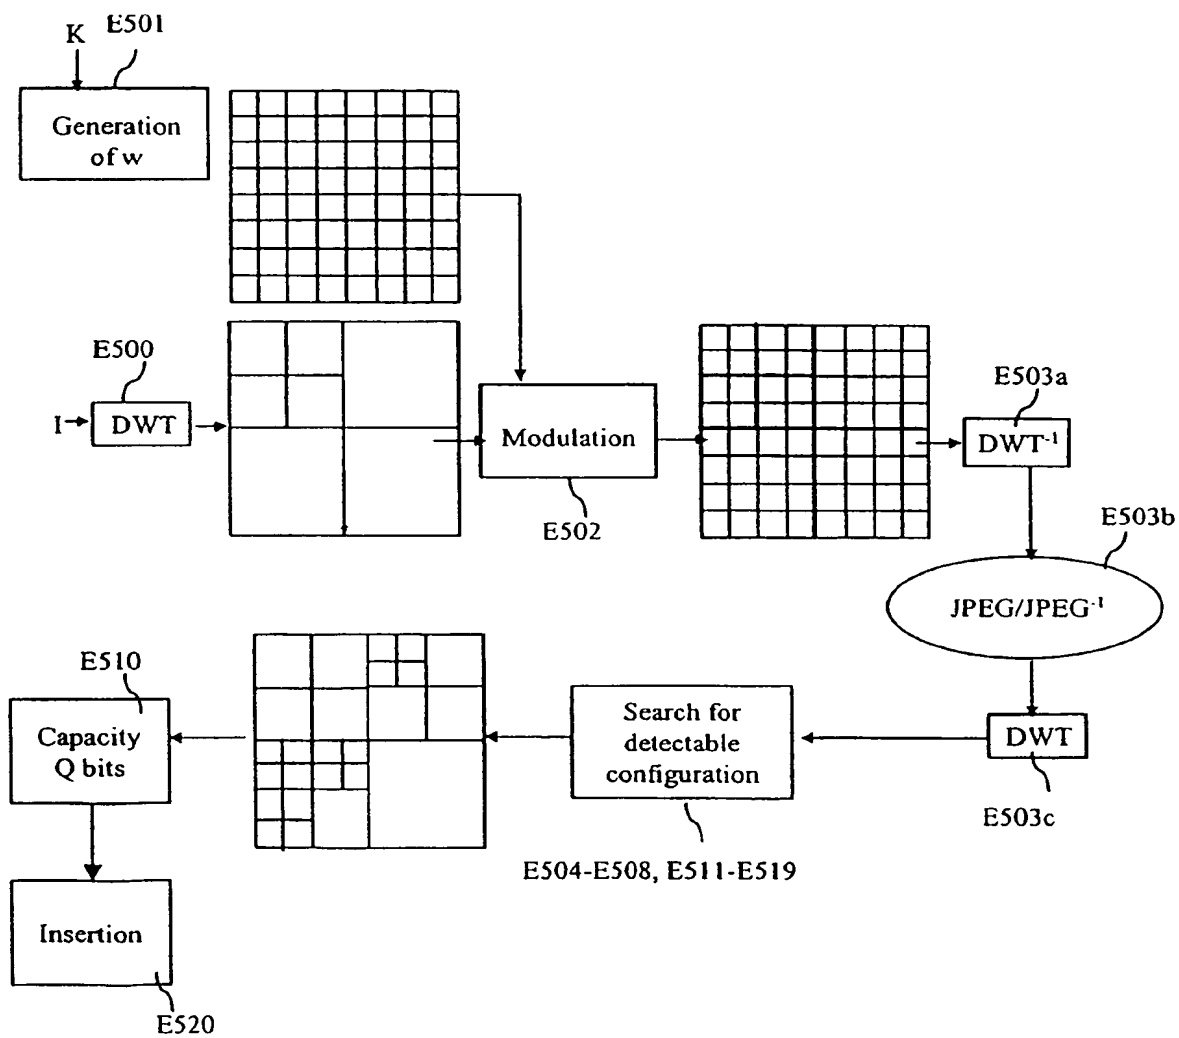 K
E501
Generation
of w
E500
I
DWT
Modulation
E502
E503a
DWT⁻¹
E503b
JPEG/JPEG⁻¹
DWT
E503c
Search for
detectable
configuration
E504-E508, E511-E519
E510
Capacity
Q bits
Insertion
E520